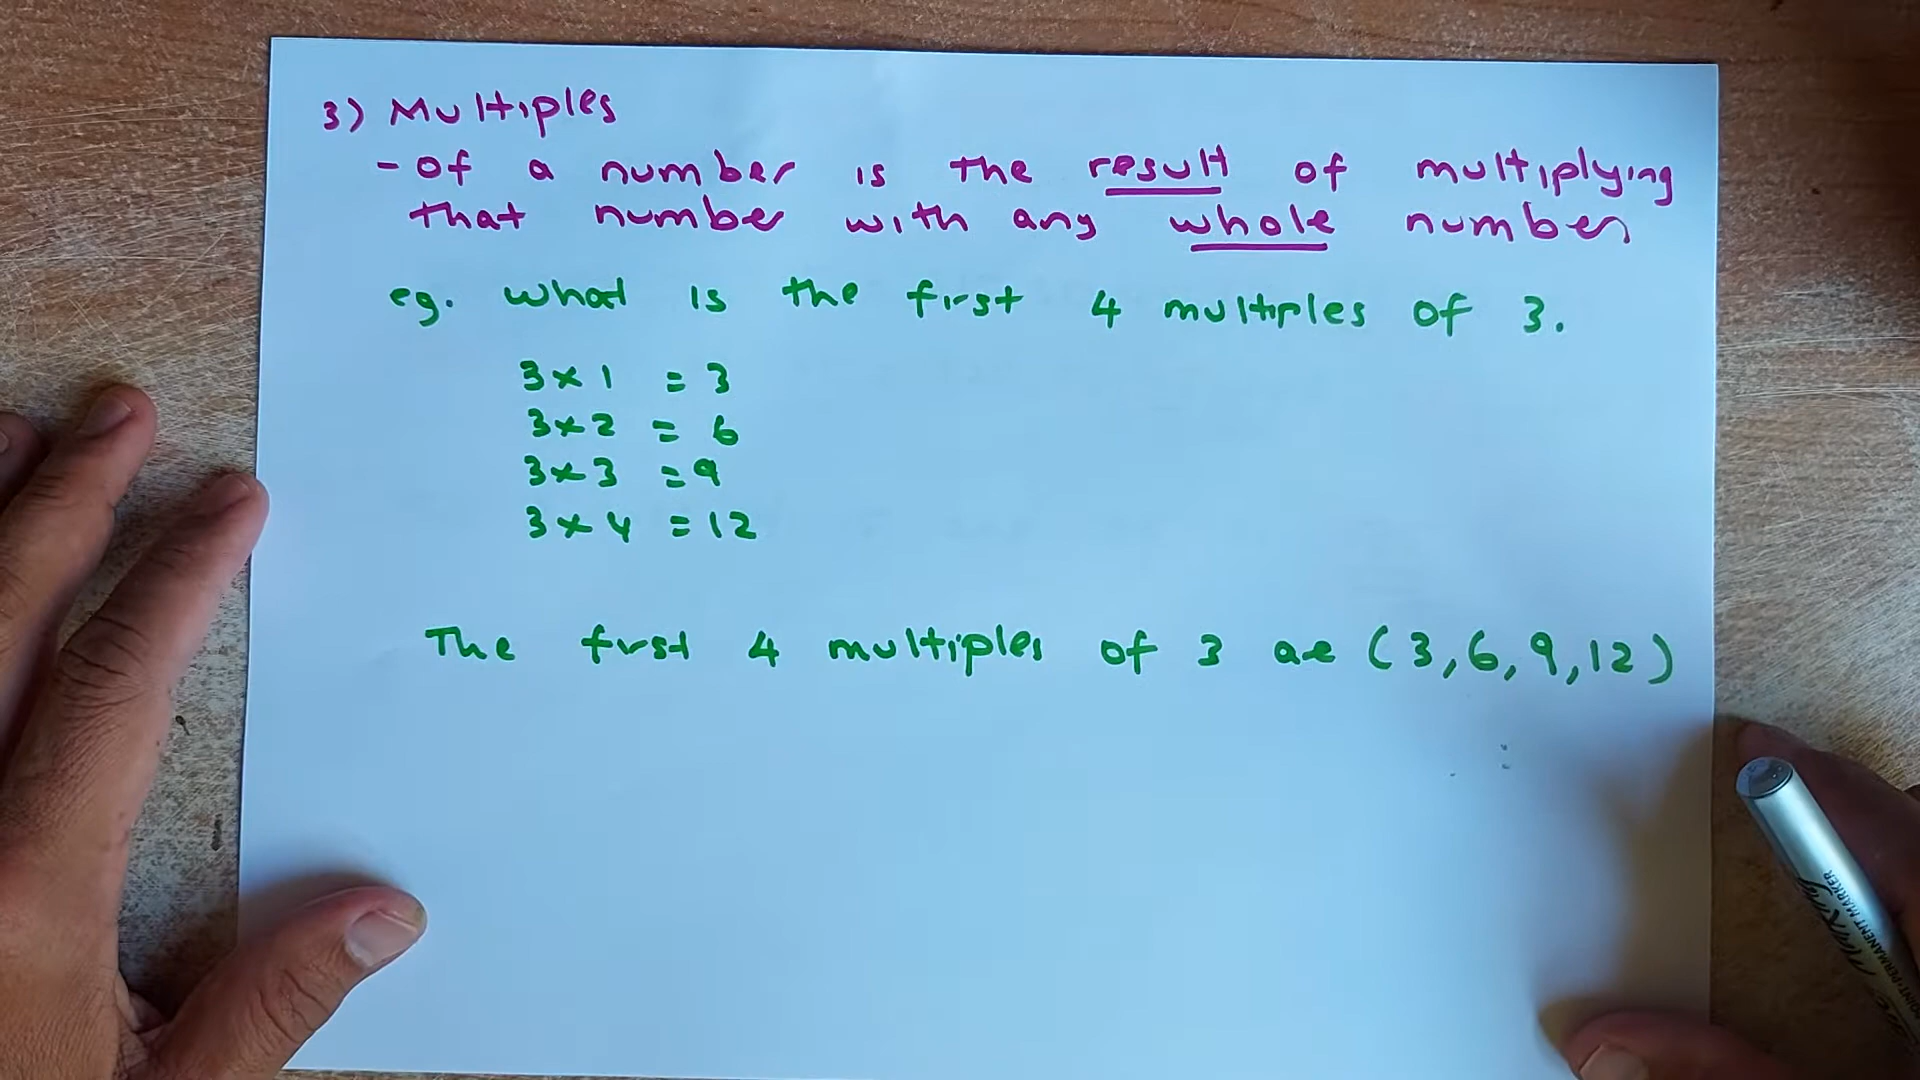 3) Multiples
- of a number is the result of multiplying
that number with any whole number
eg. what is the first 4 multiples of 3.
3 × 1 = 3
3 × 2 = 6
3 × 3 = 9
3 × 4 = 12
The first 4 multiples of 3 are (3, 6, 9, 12)
PERMANENT MARKER